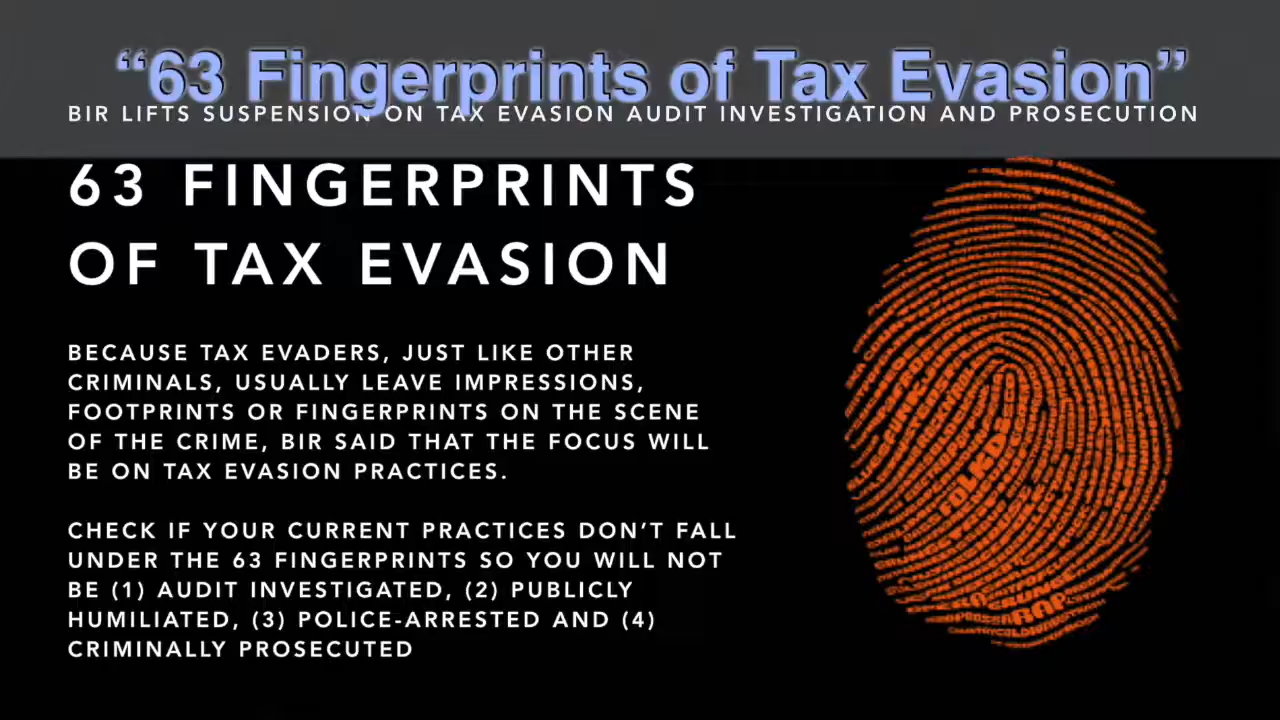 “63 Fingerprints of Tax Evasion”
BIR LIFTS SUSPENSION ON TAX EVASION AUDIT INVESTIGATION AND PROSECUTION
63 FINGERPRINTS
OF TAX EVASION
BECAUSE TAX EVADERS, JUST LIKE OTHER
CRIMINALS, USUALLY LEAVE IMPRESSIONS,
FOOTPRINTS OR FINGERPRINTS ON THE SCENE
OF THE CRIME, BIR SAID THAT THE FOCUS WILL
BE ON TAX EVASION PRACTICES.
CHECK IF YOUR CURRENT PRACTICES DON’T FALL
UNDER THE 63 FINGERPRINTS SO YOU WILL NOT
BE (1) AUDIT INVESTIGATED, (2) PUBLICLY
HUMILIATED, (3) POLICE-ARRESTED AND (4)
CRIMINALLY PROSECUTED
FOLK
GRUNGE
RAP